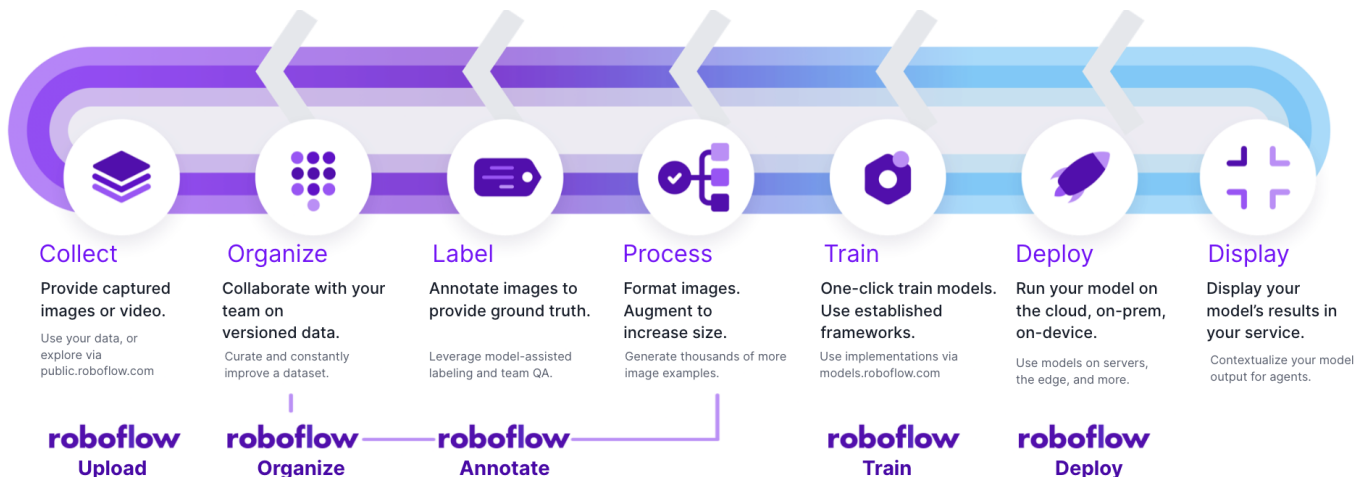 Collect
Provide captured
images or video.
Use your data, or
explore via
public.roboflow.com
Organize
Collaborate with your
team on
versioned data.
Curate and constantly
improve a dataset.
Label
Annotate images to
provide ground truth.
Leverage model-assisted
labeling and team QA.
Process
Format images.
Augment to
increase size.
Generate thousands of more
image examples.
Train
One-click train models.
Use established
frameworks.
Use implementations via
models.roboflow.com
Deploy
Run your model on
the cloud, on-prem,
on-device.
Use models on servers,
the edge, and more.
Display
Display your
model's results in
your service.
Contextualize your model
output for agents.
roboflow
Upload
roboflow
Organize
roboflow
Annotate
roboflow
Train
roboflow
Deploy